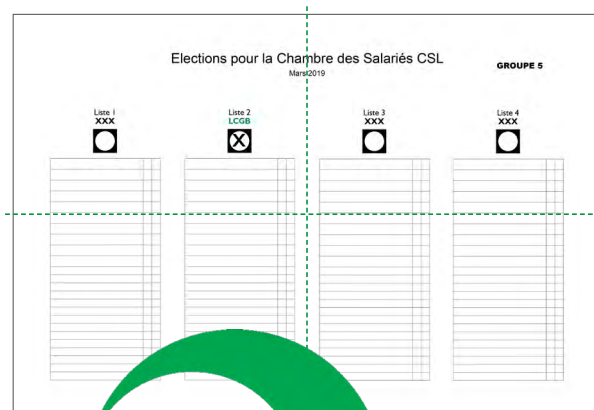 Elections pour la Chambre des Salariés CSL
Mars 2019
GROUPE 5
Liste 1
XXX
Liste 2
LCGB
X
Liste 3
XXX
Liste 4
XXX